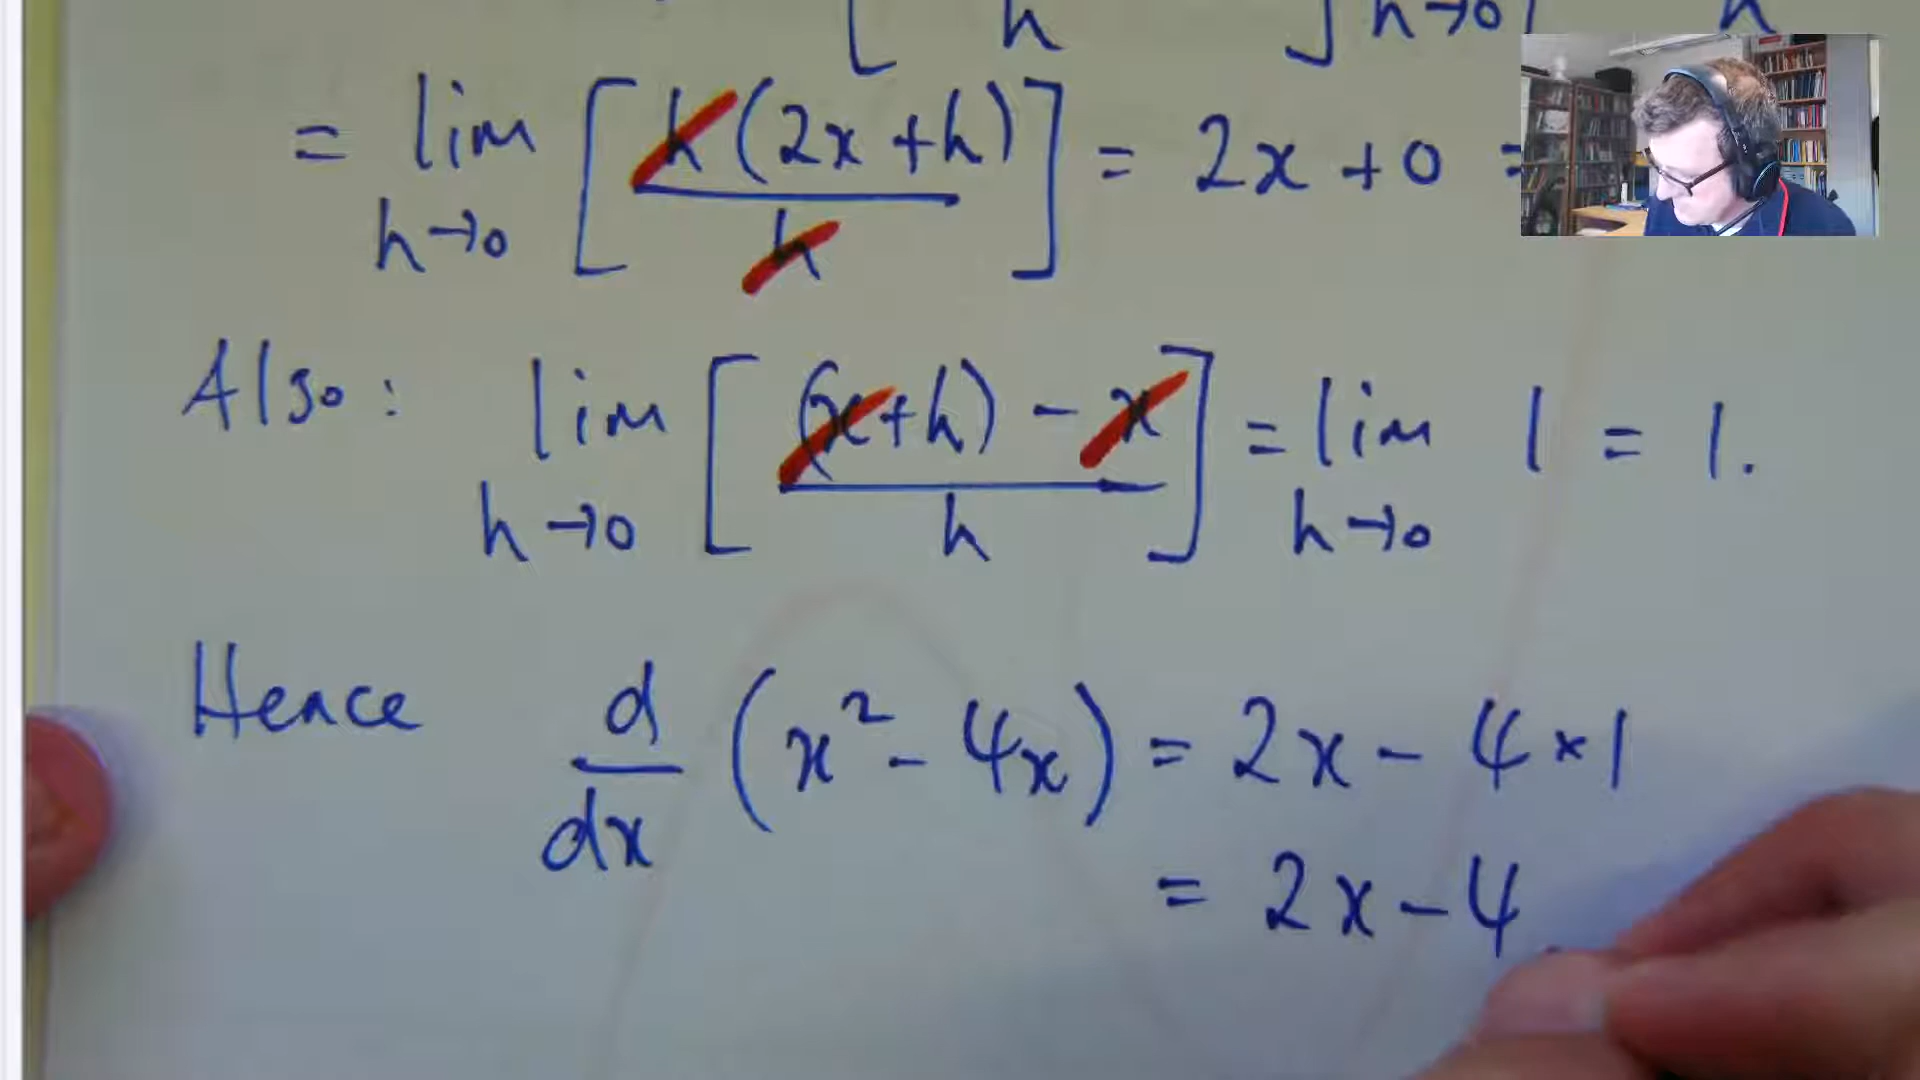 h ] h→0 h
= lim h→0 [ h(2x+h) / h ] = 2x + 0 =
Also: lim h→0 [ (x+h) - x / h ] = lim h→0 1 = 1.
Hence d/dx (x² - 4x) = 2x - 4×1
= 2x - 4